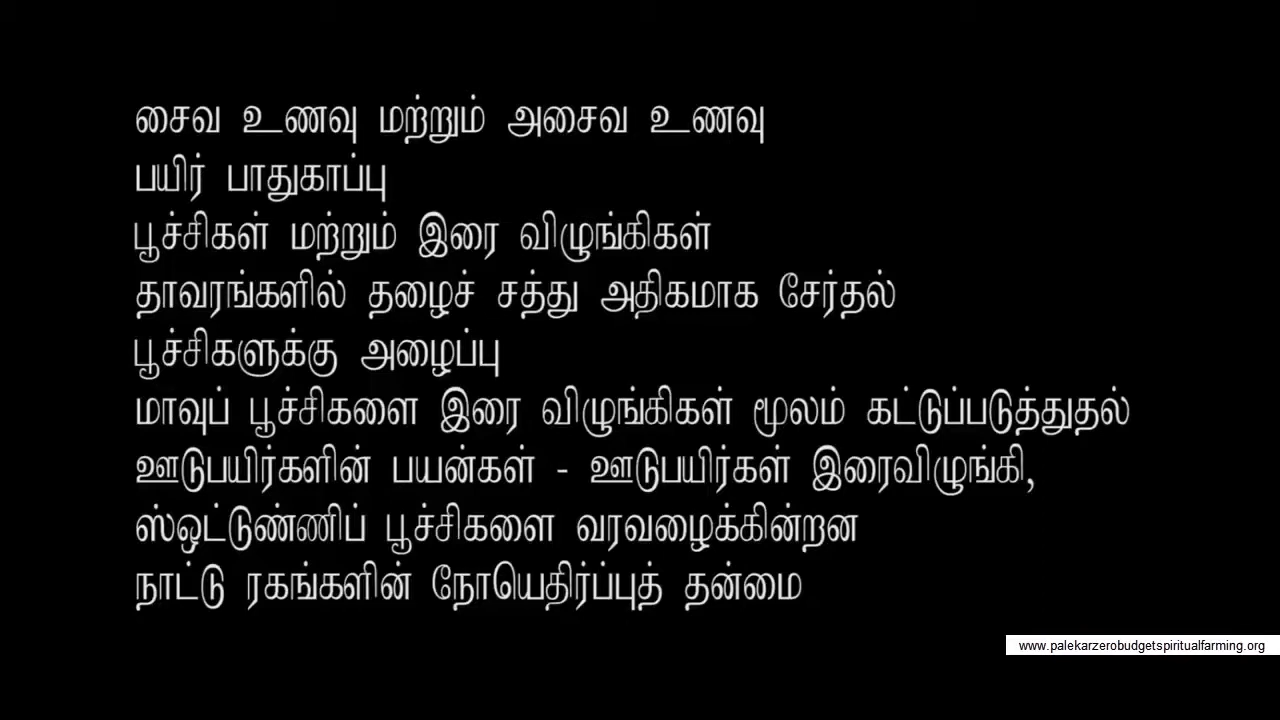 சைவ உணவு மற்றும் அசைவ உணவு
பயிர் பாதுகாப்பு
பூச்சிகள் மற்றும் இரை விழுங்கிகள்
தாவரங்களில் தழைச் சத்து அதிகமாக சேர்தல்
பூச்சிகளுக்கு அழைப்பு
மாவுப் பூச்சிகளை இரை விழுங்கிகள் மூலம் கட்டுப்படுத்துதல்
ஊடுபயிர்களின் பயன்கள் - ஊடுபயிர்கள் இரைவிழுங்கி,
ஸ்ஒட்டுண்ணிப் பூச்சிகளை வரவழைக்கின்றன
நாட்டு ரகங்களின் நோயெதிர்ப்புத் தன்மை
www.palekarzerobudgetspiritualfarming.org